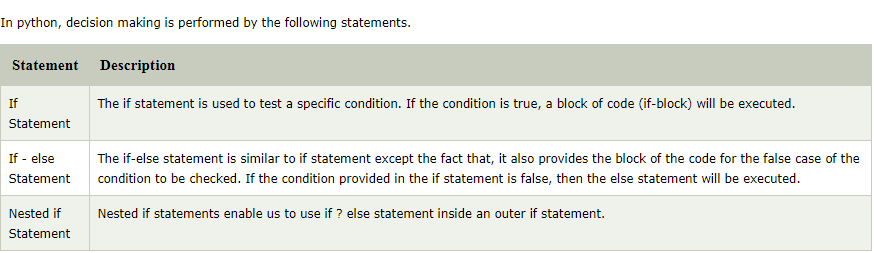 In python, decision making is performed by the following statements.
Statement Description
If
Statement
The if statement is used to test a specific condition. If the condition is true, a block of code (if-block) will be executed.
If - else
Statement
The if-else statement is similar to if statement except the fact that, it also provides the block of the code for the false case of the
condition to be checked. If the condition provided in the if statement is false, then the else statement will be executed.
Nested if
Statement
Nested if statements enable us to use if ? else statement inside an outer if statement.